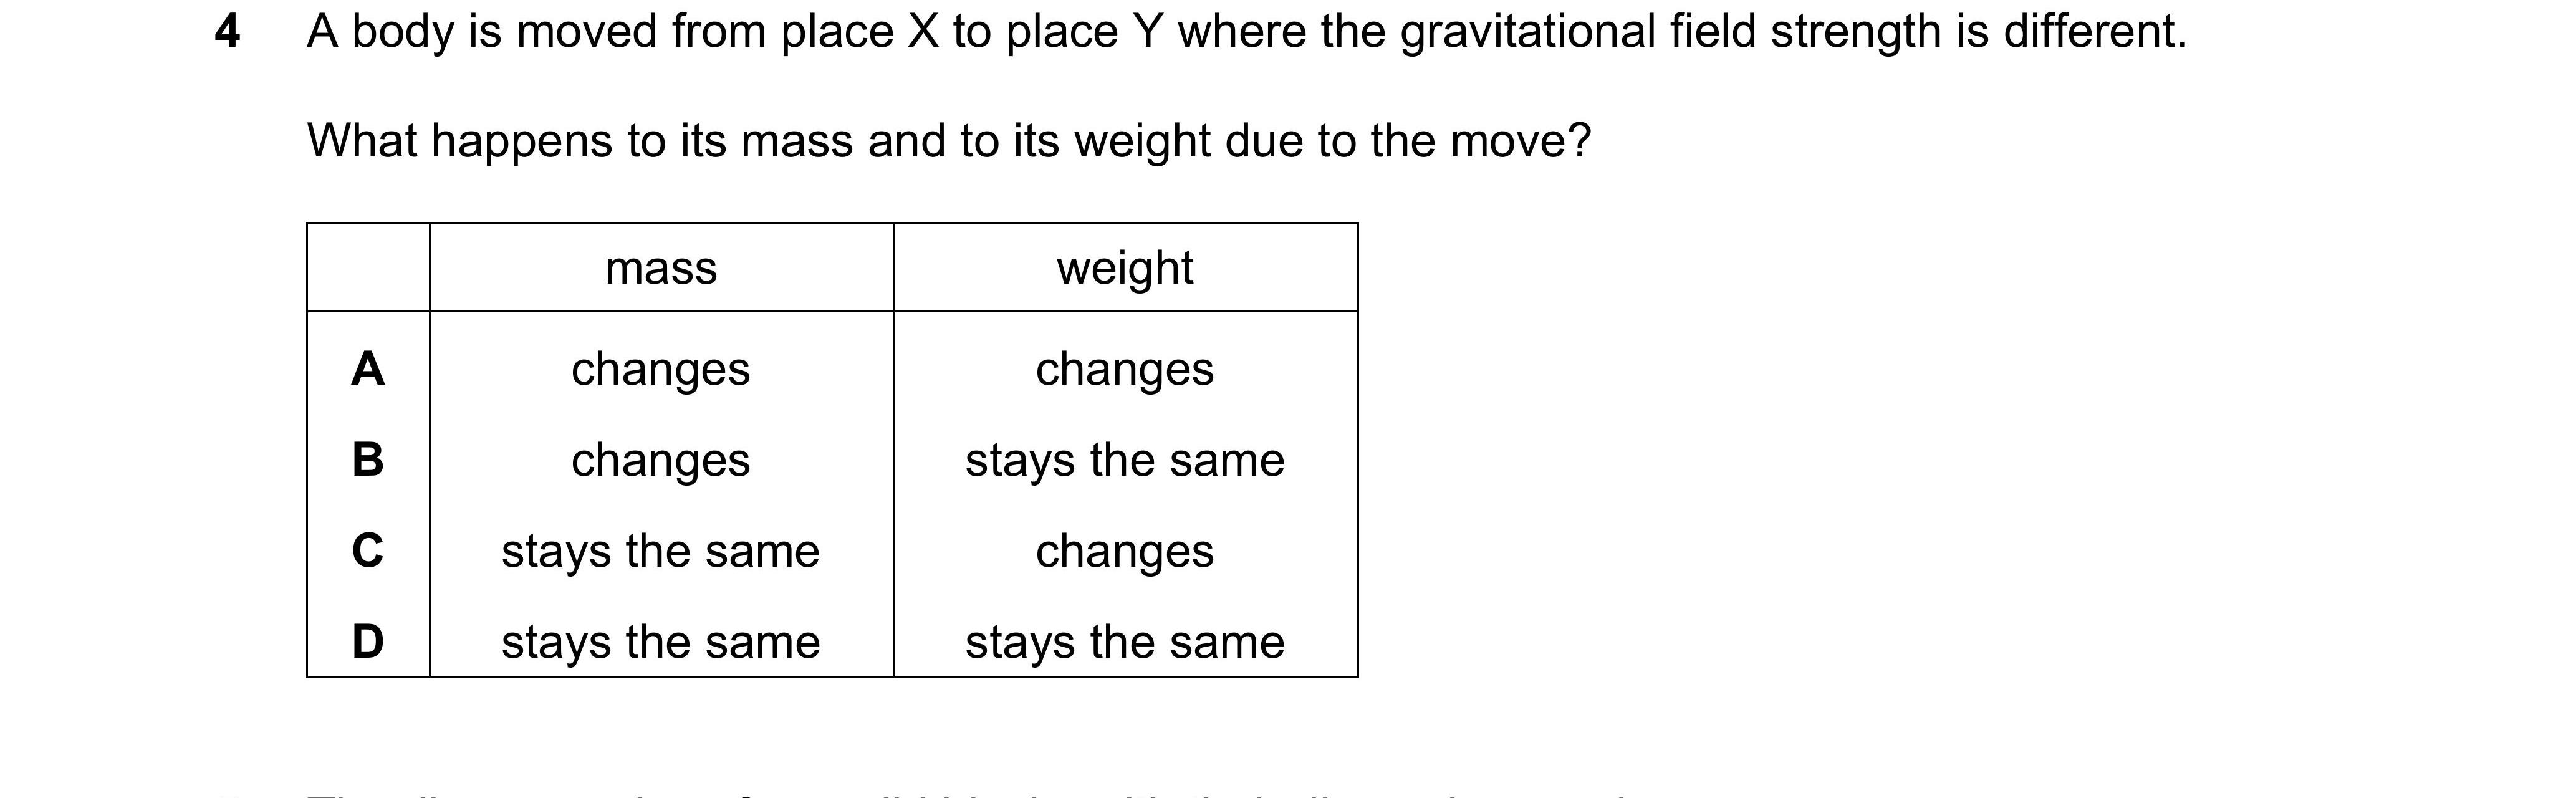 4 A body is moved from place X to place Y where the gravitational field strength is different.
What happens to its mass and to its weight due to the move?
mass weight
A changes changes
B changes stays the same
C stays the same changes
D stays the same stays the same